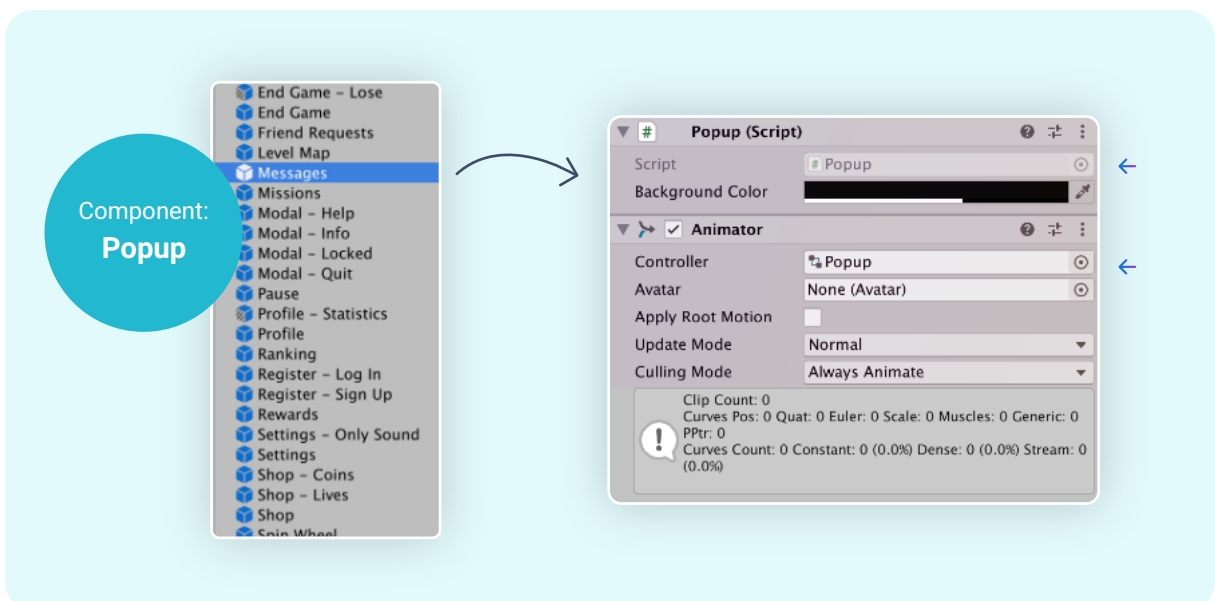 Component:
Popup
End Game – Lose
End Game
Friend Requests
Level Map
Messages
Missions
Modal – Help
Modal – Info
Modal – Locked
Modal – Quit
Pause
Profile – Statistics
Profile
Ranking
Register – Log In
Register – Sign Up
Rewards
Settings – Only Sound
Settings
Shop – Coins
Shop – Lives
Shop
Spin Wheel
# Popup (Script)
Script # Popup
Background Color
Animator
Controller Popup
Avatar None (Avatar)
Apply Root Motion
Update Mode Normal
Culling Mode Always Animate
Clip Count: 0
Curves Pos: 0 Quat: 0 Euler: 0 Scale: 0 Muscles: 0 Generic: 0
PPtr: 0
Curves Count: 0 Constant: 0 (0.0%) Dense: 0 (0.0%) Stream: 0
(0.0%)